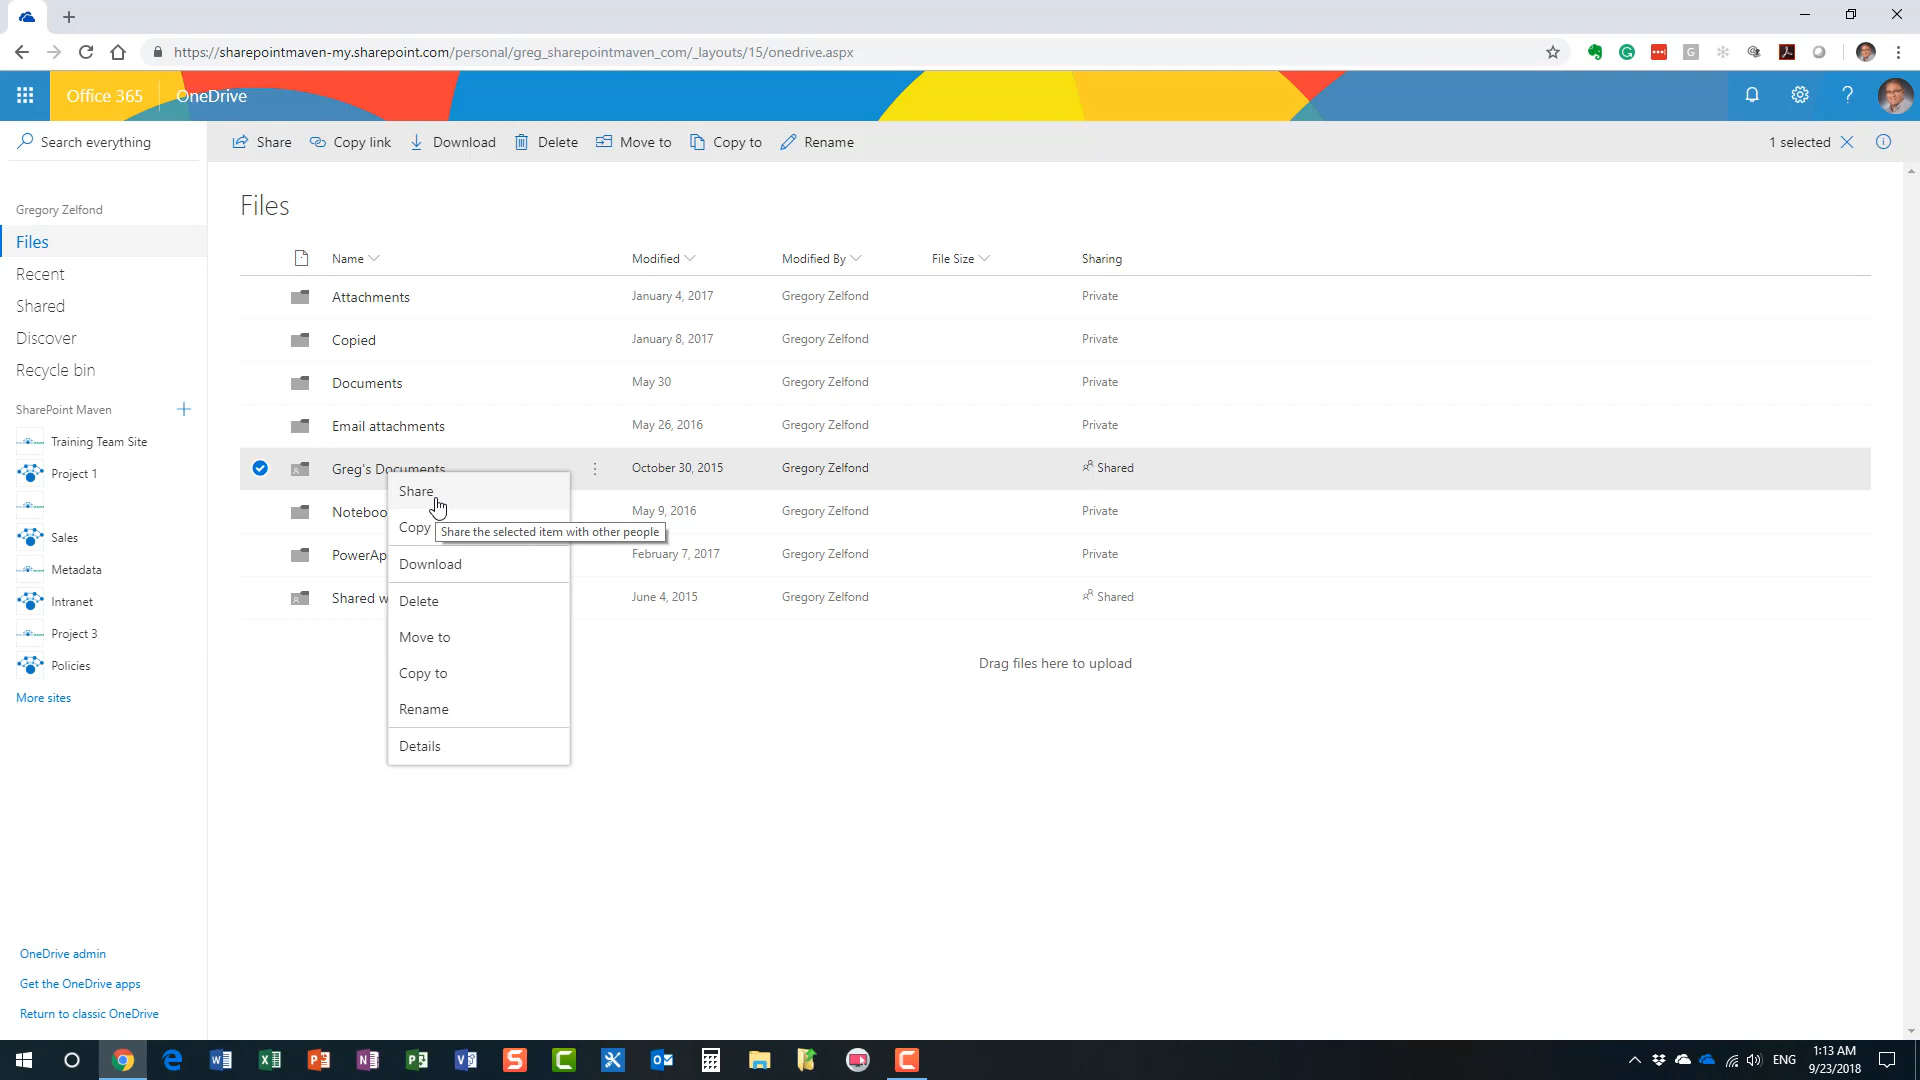 https://sharepointmaven-my.sharepoint.com/personal/greg_sharepointmaven_com/_layouts/15/onedrive.aspx
Office 365 OneDrive ?
Search everything Share Copy link Download Delete Move to Copy to Rename 1 selected
Files
Gregory Zelfond
Files
Recent
Shared
Discover
Recycle bin
SharePoint Maven
Training Team Site
Project 1
Sales
Metadata
Intranet
Project 3
Policies
More sites
OneDrive admin
Get the OneDrive apps
Return to classic OneDrive
Name Modified Modified By File Size Sharing
Attachments January 4, 2017 Gregory Zelfond Private
Copied January 8, 2017 Gregory Zelfond Private
Documents May 30 Gregory Zelfond Private
Email attachments May 26, 2016 Gregory Zelfond Private
Greg's Documents October 30, 2015 Gregory Zelfond Shared
Noteboo May 9, 2016 Gregory Zelfond Private
PowerAp February 7, 2017 Gregory Zelfond Private
Shared w June 4, 2015 Gregory Zelfond Shared
Share
Copy
Share the selected item with other people
Download
Delete
Move to
Copy to
Rename
Details
Drag files here to upload
ENG
1:13 AM
9/23/2018